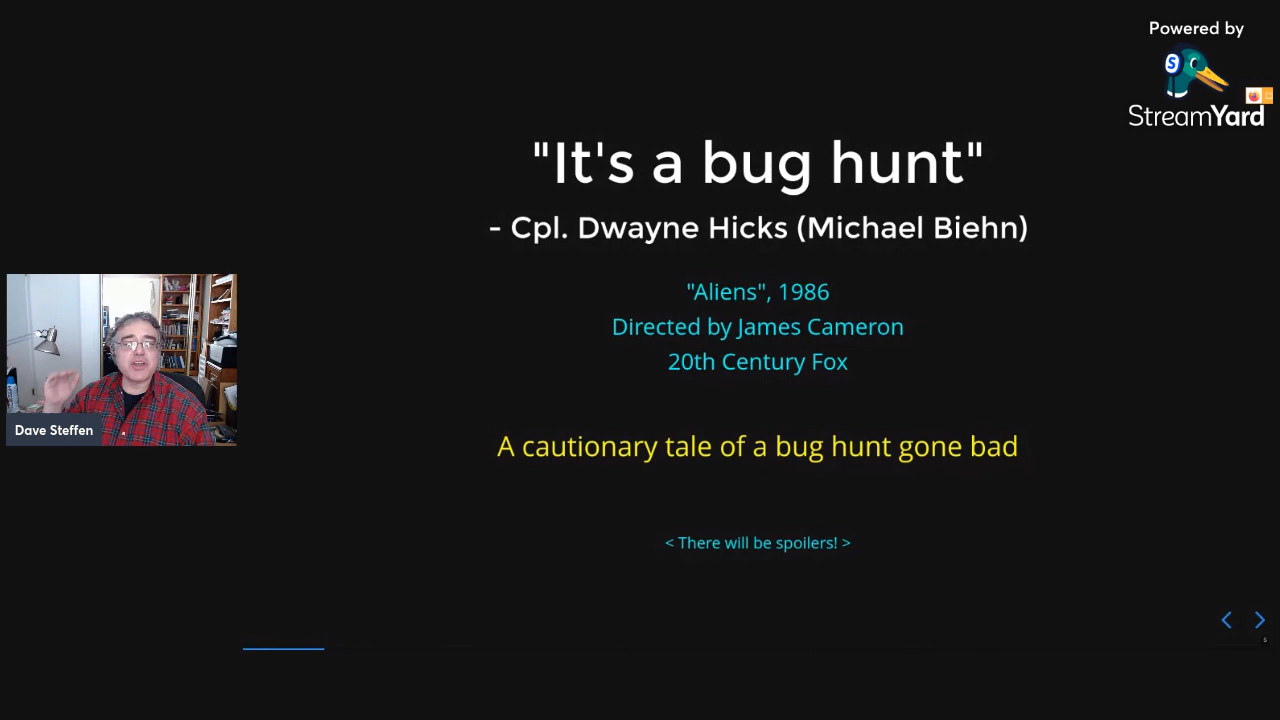 Powered by
S
StreamYard
"It's a bug hunt"
- Cpl. Dwayne Hicks (Michael Biehn)
"Aliens", 1986
Directed by James Cameron
20th Century Fox
Dave Steffen
A cautionary tale of a bug hunt gone bad
< There will be spoilers! >